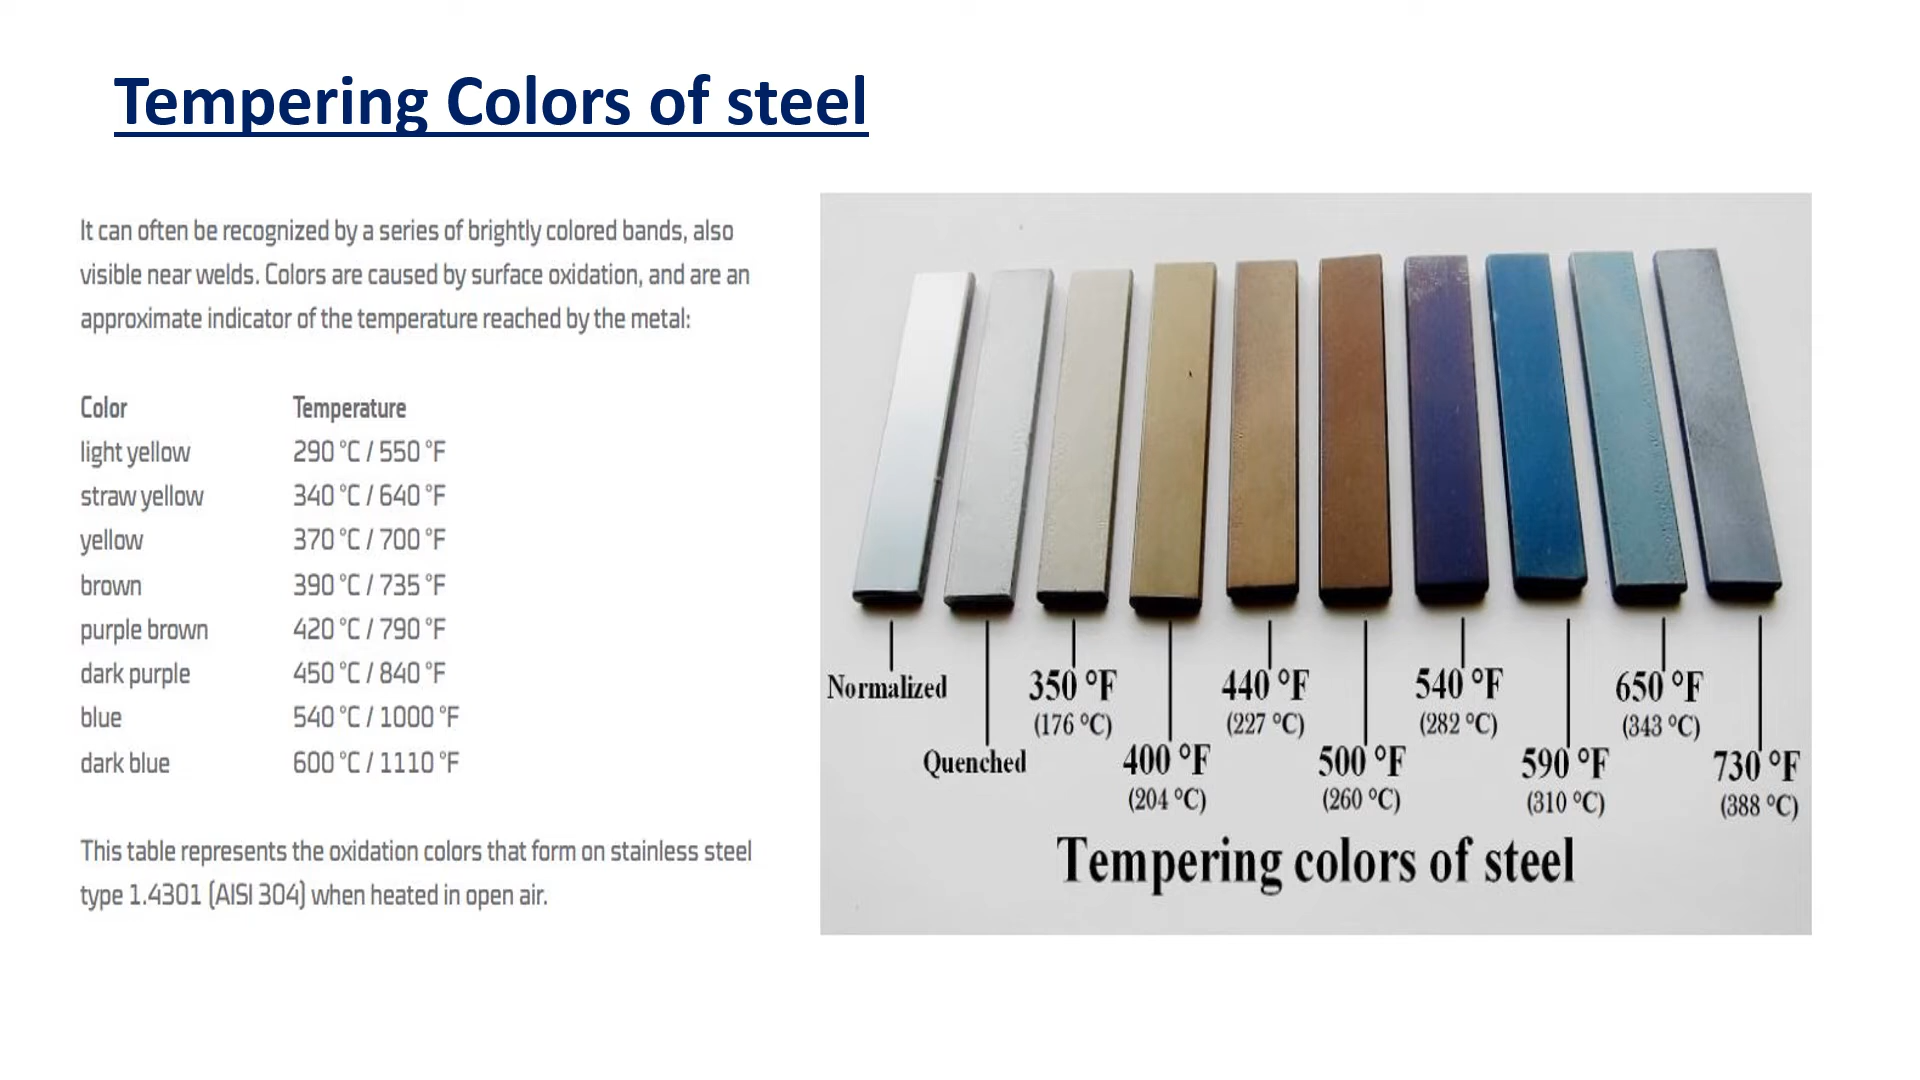 Tempering Colors of steel
It can often be recognized by a series of brightly colored bands, also
visible near welds. Colors are caused by surface oxidation, and are an
approximate indicator of the temperature reached by the metal:
Color Temperature
light yellow 290 °C / 550 °F
straw yellow 340 °C / 640 °F
yellow 370 °C / 700 °F
brown 390 °C / 735 °F
purple brown 420 °C / 790 °F
dark purple 450 °C / 840 °F
blue 540 °C / 1000 °F
dark blue 600 °C / 1110 °F
This table represents the oxidation colors that form on stainless steel
type 1.4301 (AISI 304) when heated in open air.
Normalized
Quenched
350 °F
(176 °C)
400 °F
(204 °C)
440 °F
(227 °C)
500 °F
(260 °C)
540 °F
(282 °C)
590 °F
(310 °C)
650 °F
(343 °C)
730 °F
(388 °C)
Tempering colors of steel